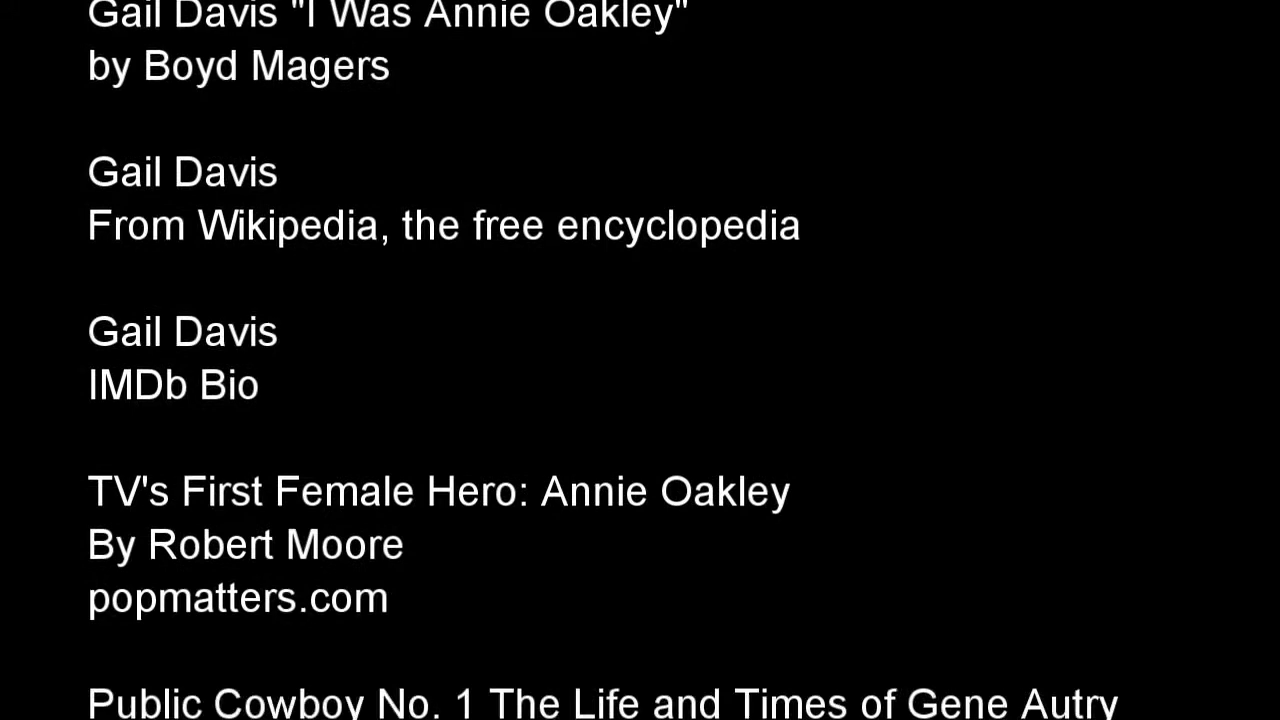 Gail Davis "I Was Annie Oakley"
by Boyd Magers
Gail Davis
From Wikipedia, the free encyclopedia
Gail Davis
IMDb Bio
TV's First Female Hero: Annie Oakley
By Robert Moore
popmatters.com
Public Cowboy No. 1 The Life and Times of Gene Autry